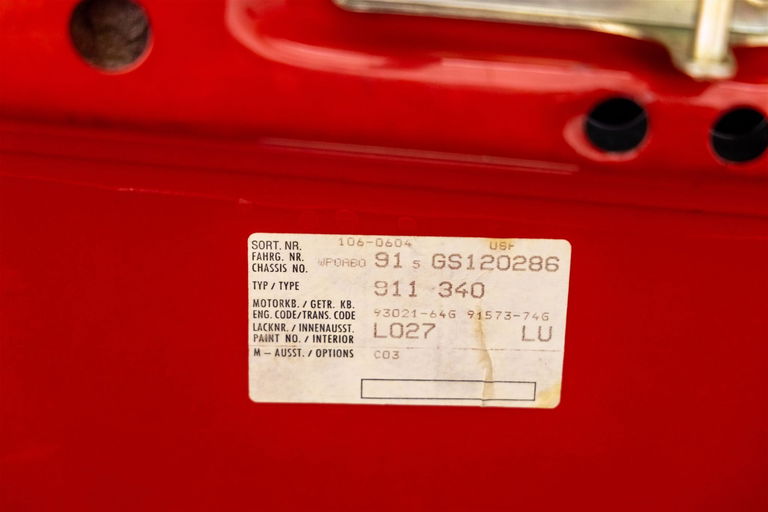 SORT. NR. 106-0604 USF
FAHRG. NR.
CHASSIS NO. WP0AB0 91 S GS120286
TYP / TYPE 911 340
MOTORKB. / GETR. KB.
ENG. CODE/TRANS. CODE 93021-64G 91573-74G
LACKNR. / INNENAUSST.
PAINT NO. / INTERIOR L027 LU
M – AUSST. / OPTIONS C03